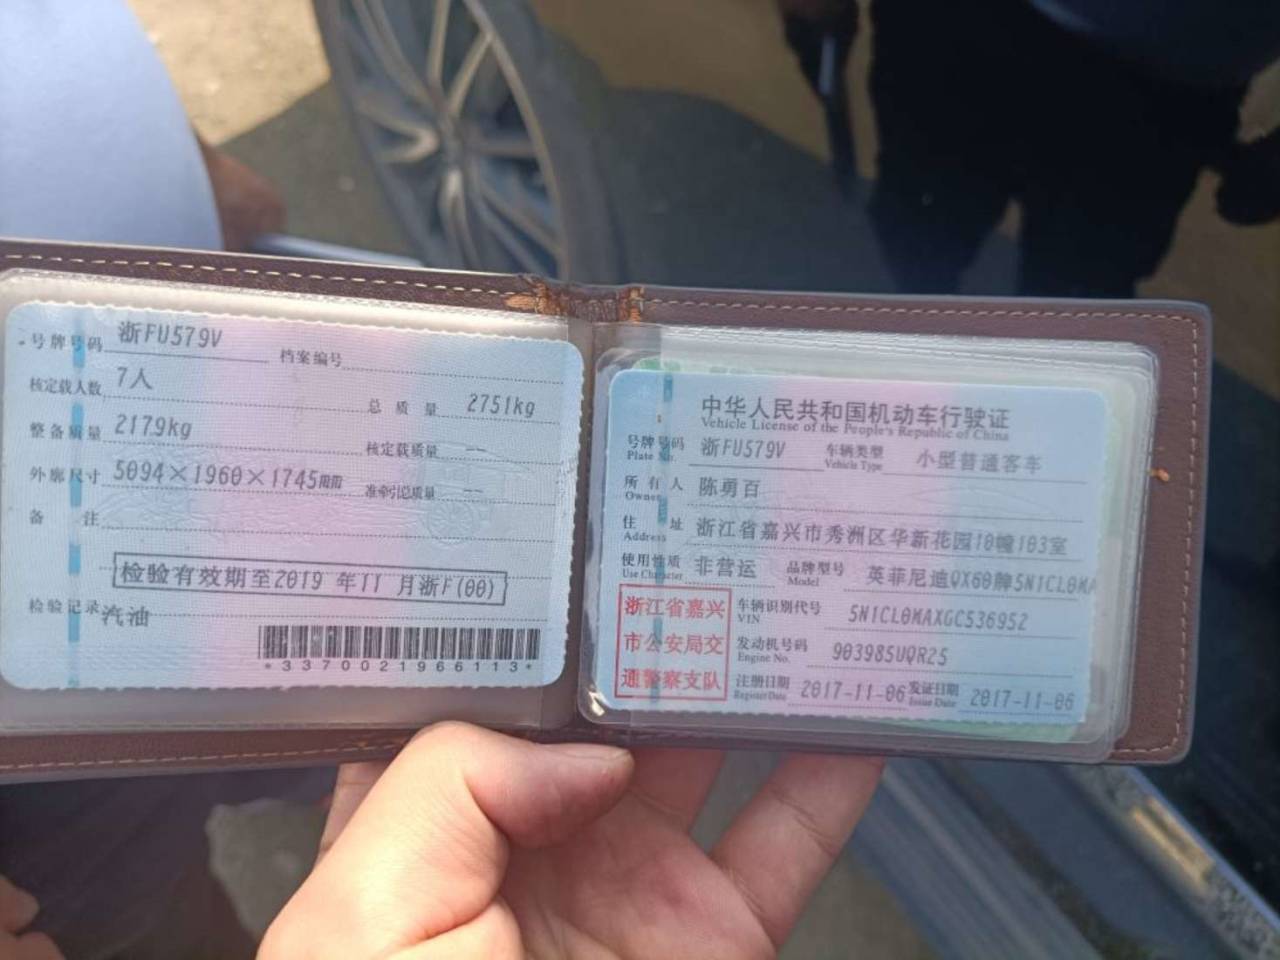 号牌号码 浙FU579V 档案编号
核定载人数 7人 总质量 2751kg
整备质量 2179kg 核定载质量 --
外廓尺寸 5094×1960×1745mm 准牵引总质量 --
备注
检验有效期至2019 年11 月浙F(00)
检验记录 汽油
*3370021966113*
中华人民共和国机动车行驶证
Vehicle License of the People's Republic of China
号牌号码 浙FU579V 车辆类型 小型普通客车
Plate No. Vehicle Type
所有人 陈勇百
Owner
住址 浙江省嘉兴市秀洲区华新花园10幢103室
Address
使用性质 非营运 品牌型号 英菲尼迪QX60牌5N1CL0MA
Use Character Model
浙江省嘉兴
市公安局交
通警察支队
车辆识别代号 5N1CL0MAXGC536952
VIN
发动机号码 903985UQR25
Engine No.
注册日期 2017-11-06 发证日期 2017-11-06
Register Date Issue Date